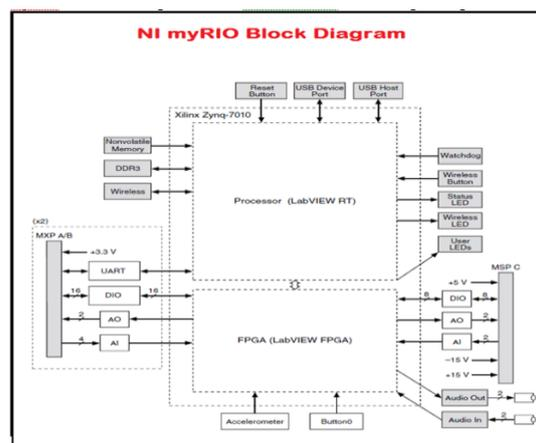 NI myRIO Block Diagram
Reset Button
USB Device Port
USB Host Port
Xilinx Zynq-7010
Nonvolatile Memory
DDR3
Wireless
Processor (LabVIEW RT)
Watchdog
Wireless Button
Status LED
Wireless LED
User LEDs
(x2)
MXP A/B
+3.3 V
UART
16
DIO
16
2
AO
4
AI
FPGA (LabVIEW FPGA)
MSP C
+5 V
8
DIO
8
AO
2
AI
2
–15 V
+15 V
Audio Out
2
Audio In
2
Accelerometer
Button0